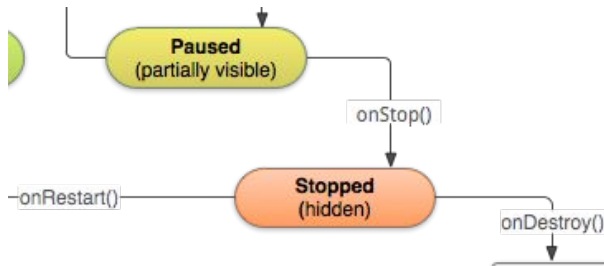 Paused
(partially visible)
onStop()
onRestart()
Stopped
(hidden)
onDestroy()